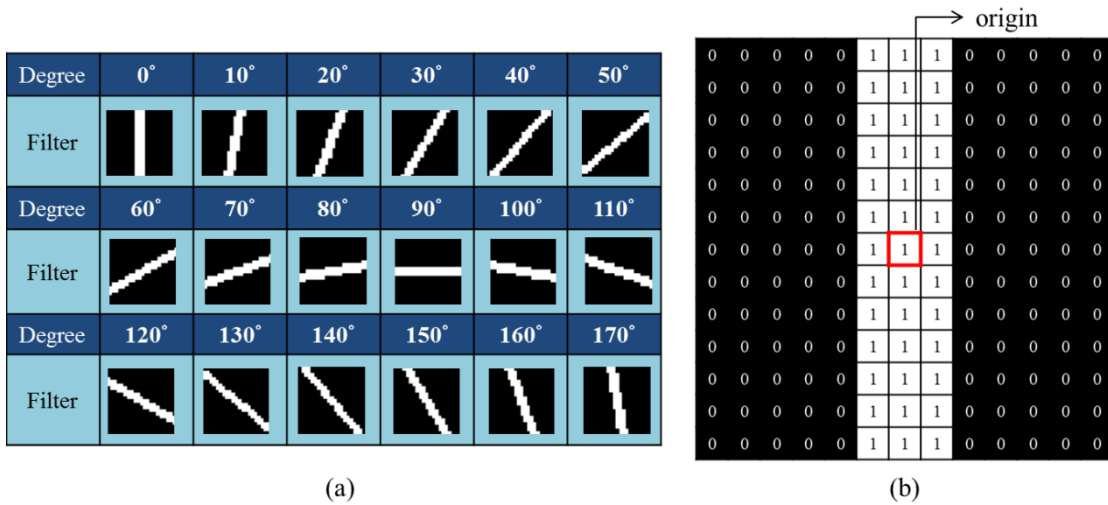 origin
Degree 0° 10° 20° 30° 40° 50°
Filter
Degree 60° 70° 80° 90° 100° 110°
Filter
Degree 120° 130° 140° 150° 160° 170°
Filter
0 0 0 0 0 1 1 1 0 0 0 0 0
0 0 0 0 0 1 1 1 0 0 0 0 0
0 0 0 0 0 1 1 1 0 0 0 0 0
0 0 0 0 0 1 1 1 0 0 0 0 0
0 0 0 0 0 1 1 1 0 0 0 0 0
0 0 0 0 0 1 1 1 0 0 0 0 0
0 0 0 0 0 1 1 1 0 0 0 0 0
0 0 0 0 0 1 1 1 0 0 0 0 0
0 0 0 0 0 1 1 1 0 0 0 0 0
0 0 0 0 0 1 1 1 0 0 0 0 0
0 0 0 0 0 1 1 1 0 0 0 0 0
0 0 0 0 0 1 1 1 0 0 0 0 0
0 0 0 0 0 1 1 1 0 0 0 0 0
(a)
(b)